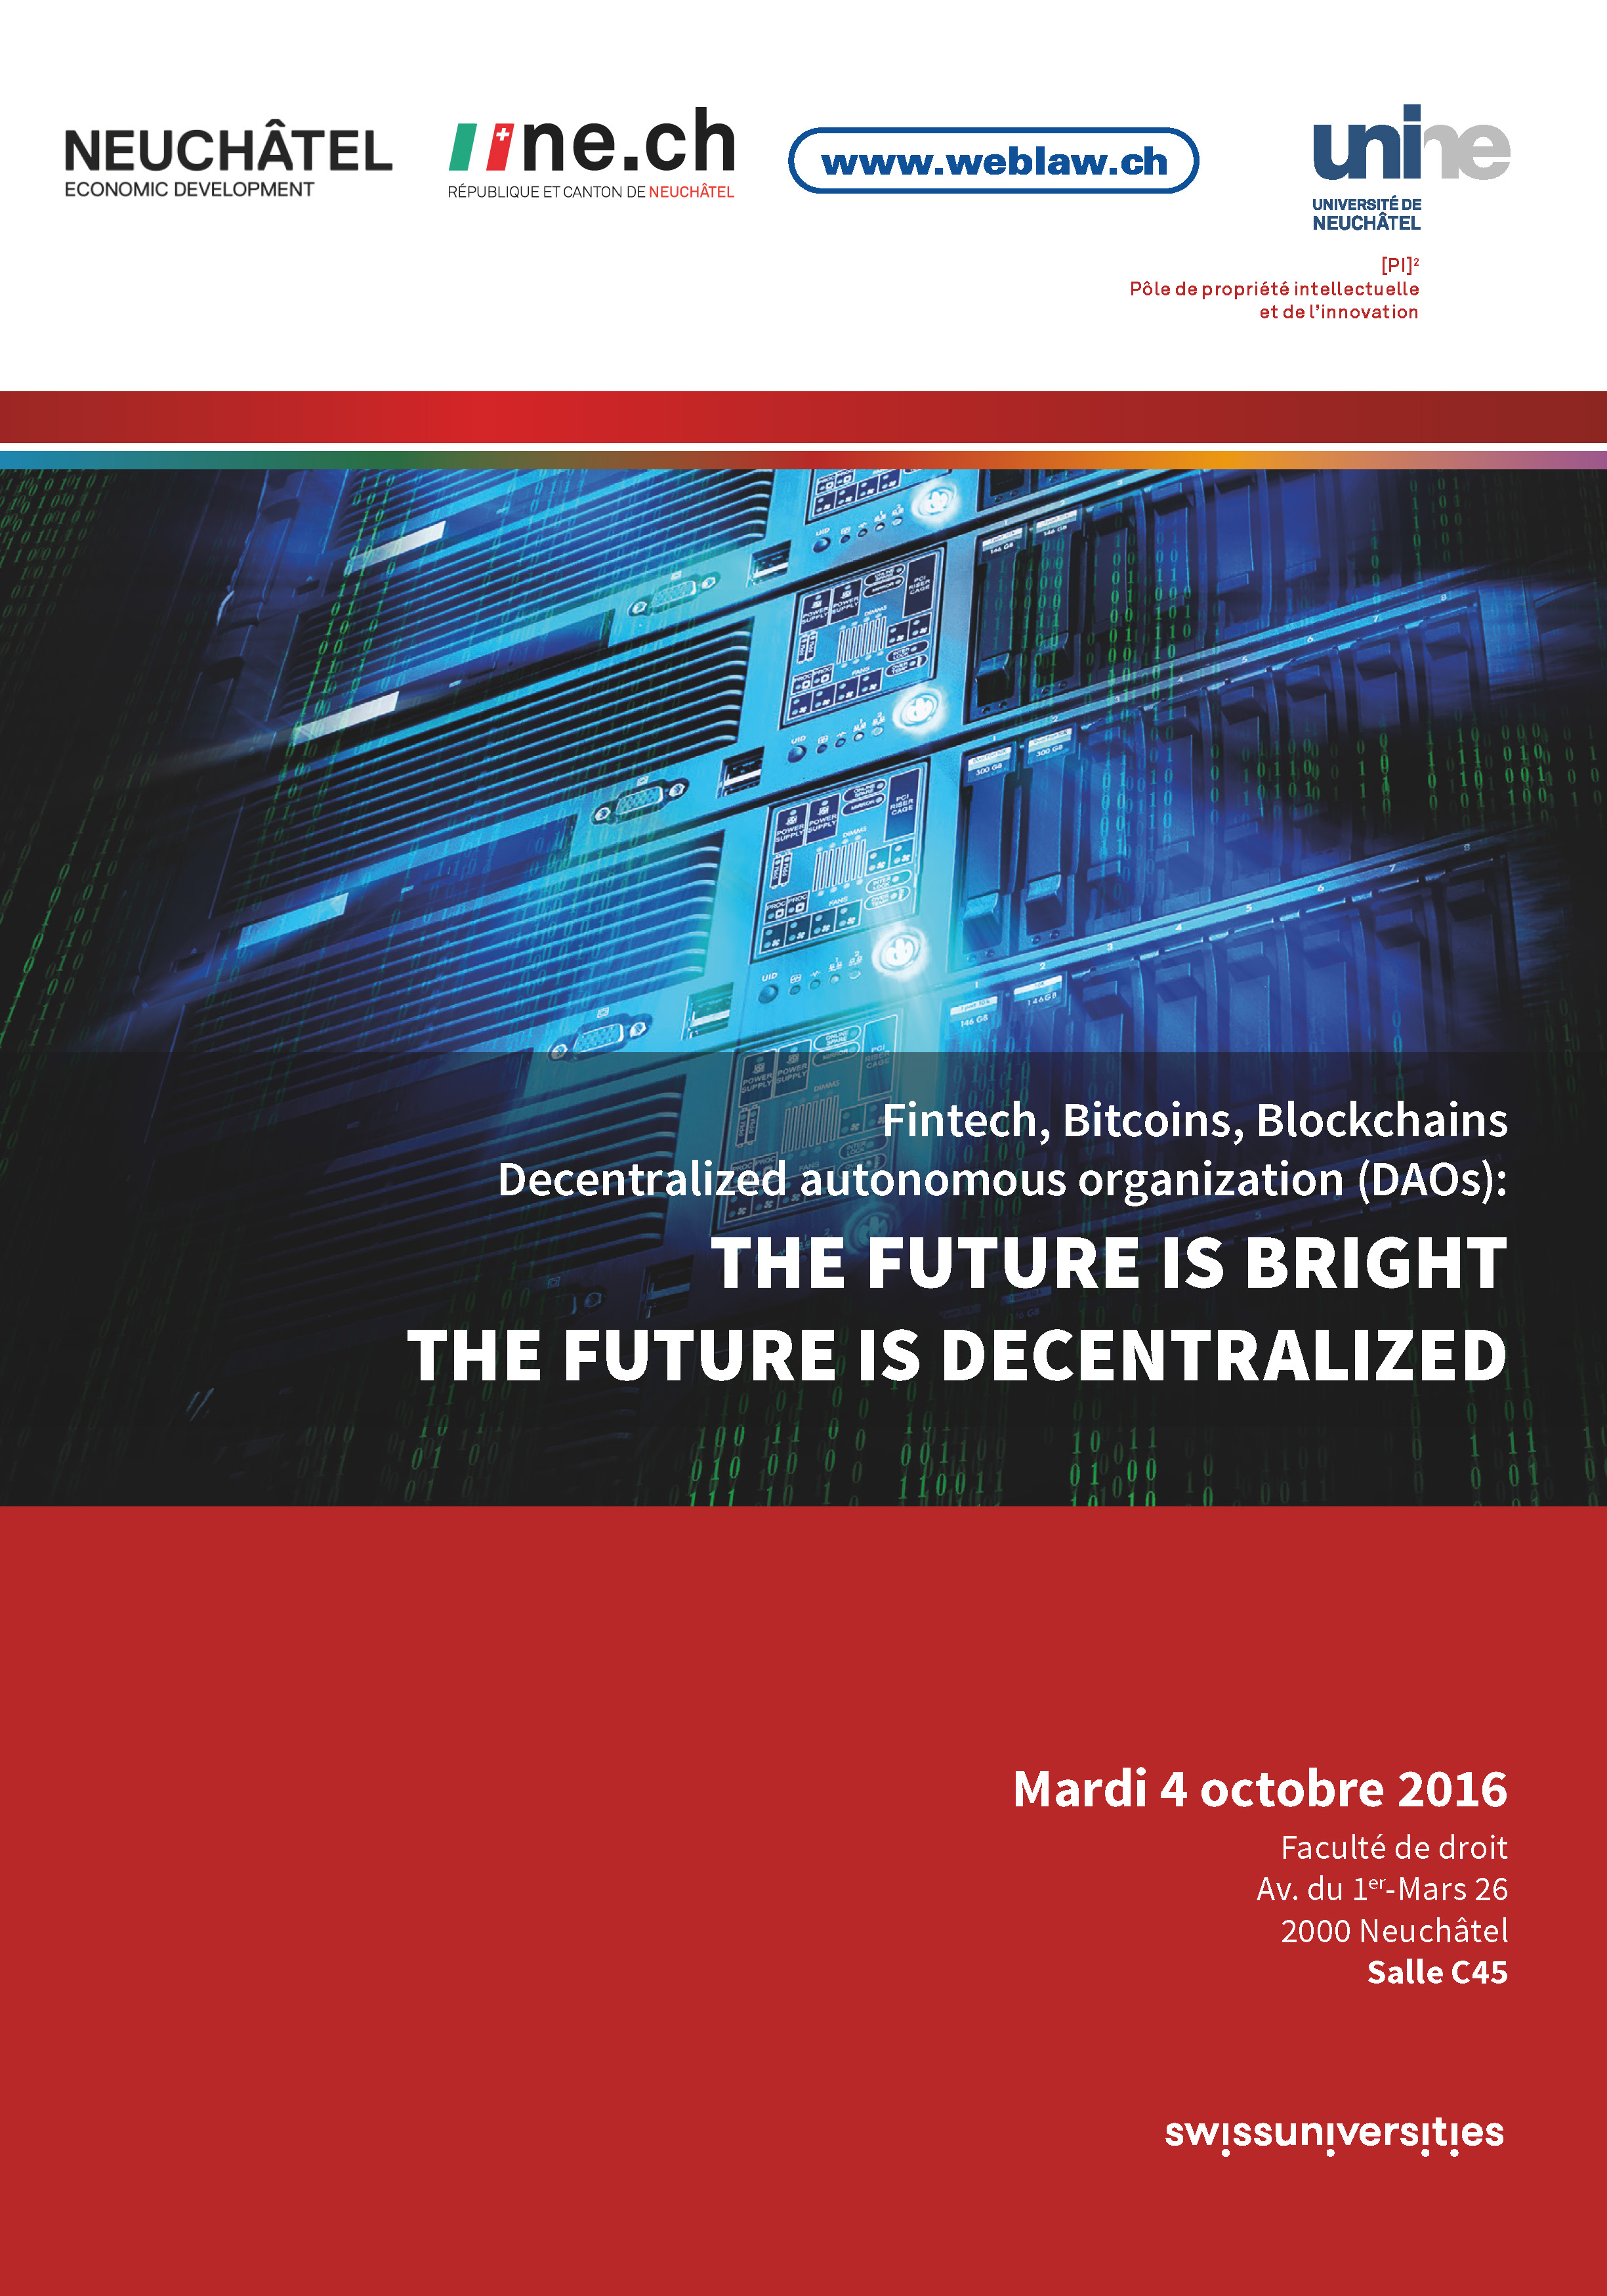 NEUCHÂTEL
ECONOMIC DEVELOPMENT
ne.ch
RÉPUBLIQUE ET CANTON DE NEUCHÂTEL
www.weblaw.ch
unine
UNIVERSITÉ DE
NEUCHÂTEL
[PI]²
Pôle de propriété intellectuelle
et de l'innovation
Fintech, Bitcoins, Blockchains
Decentralized autonomous organization (DAOs):
THE FUTURE IS BRIGHT
THE FUTURE IS DECENTRALIZED
Mardi 4 octobre 2016
Faculté de droit
Av. du 1er-Mars 26
2000 Neuchâtel
Salle C45
swissuniversities